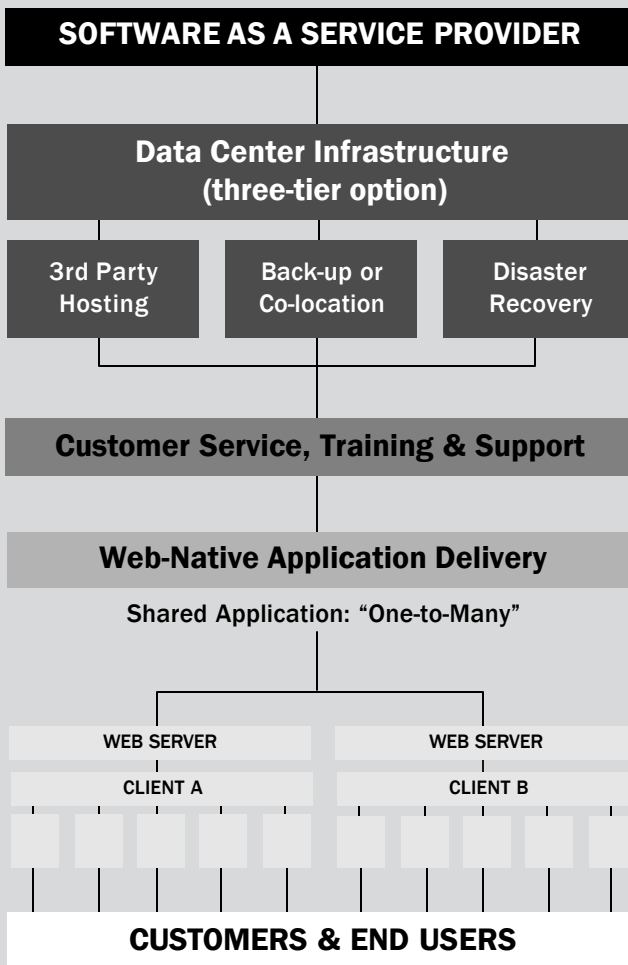 SOFTWARE AS A SERVICE PROVIDER
Data Center Infrastructure
(three-tier option)
3rd Party
Hosting
Back-up or
Co-location
Disaster
Recovery
Customer Service, Training & Support
Web-Native Application Delivery
Shared Application: “One-to-Many”
WEB SERVER
WEB SERVER
CLIENT A
CLIENT B
CUSTOMERS & END USERS